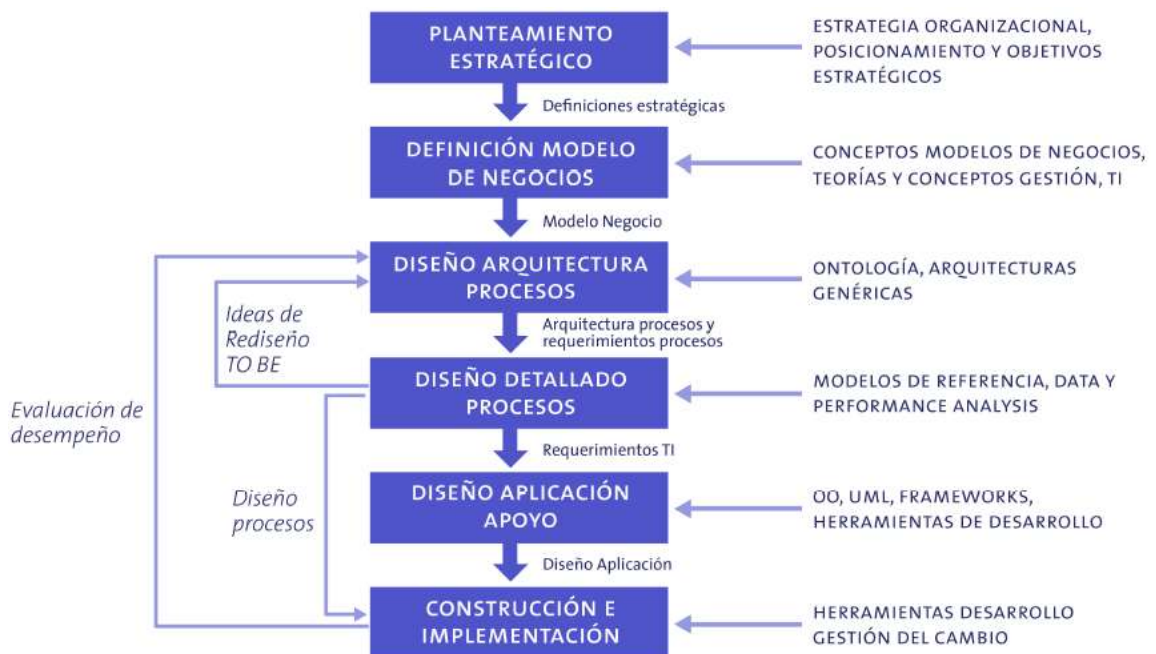 PLANTEAMIENTO
ESTRATÉGICO
ESTRATEGIA ORGANIZACIONAL,
POSICIONAMIENTO Y OBJETIVOS
ESTRATÉGICOS
Definiciones estratégicas
DEFINICIÓN MODELO
DE NEGOCIOS
CONCEPTOS MODELOS DE NEGOCIOS,
TEORÍAS Y CONCEPTOS GESTIÓN, TI
Modelo Negocio
DISEÑO ARQUITECTURA
PROCESOS
ONTOLOGÍA, ARQUITECTURAS
GENÉRICAS
Ideas de
Rediseño
TO BE
Arquitectura procesos y
requerimientos procesos
DISEÑO DETALLADO
PROCESOS
MODELOS DE REFERENCIA, DATA Y
PERFORMANCE ANALYSIS
Evaluación de
desempeño
Requerimientos TI
Diseño
procesos
DISEÑO APLICACIÓN
APOYO
OO, UML, FRAMEWORKS,
HERRAMIENTAS DE DESARROLLO
Diseño Aplicación
CONSTRUCCIÓN E
IMPLEMENTACIÓN
HERRAMIENTAS DESARROLLO
GESTIÓN DEL CAMBIO